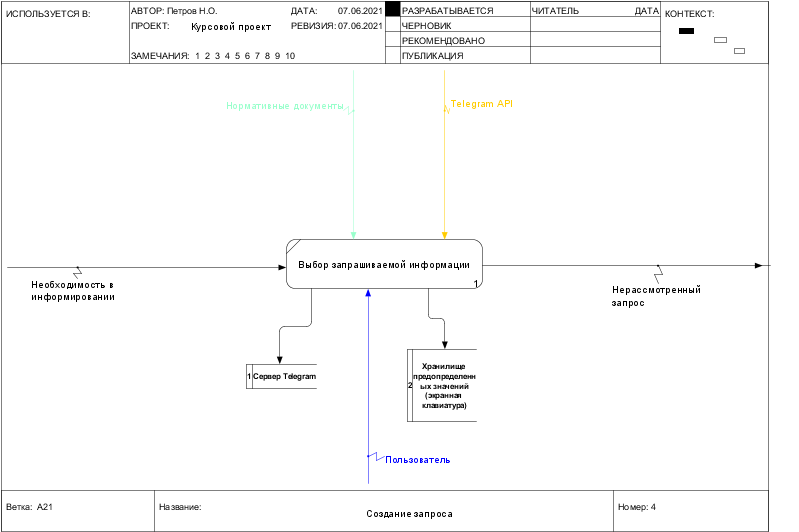 ИСПОЛЬЗУЕТСЯ В:
АВТОР: Петров Н.О.
ДАТА: 07.06.2021
РАЗРАБАТЫВАЕТСЯ
ЧИТАТЕЛЬ
ДАТА
КОНТЕКСТ:
ПРОЕКТ: Курсовой проект
РЕВИЗИЯ: 07.06.2021
ЧЕРНОВИК
РЕКОМЕНДОВАНО
ЗАМЕЧАНИЯ: 1 2 3 4 5 6 7 8 9 10
ПУБЛИКАЦИЯ
Нормативные документы
Telegram API
Выбор запрашиваемой информации
1
Необходимость в
информировании
Нерассмотренный
запрос
1 Сервер Telegram
2
Хранилище
предопределенн
ых значений
(экранная
клавиатура)
Пользователь
Ветка: A21
Название:
Создание запроса
Номер: 4